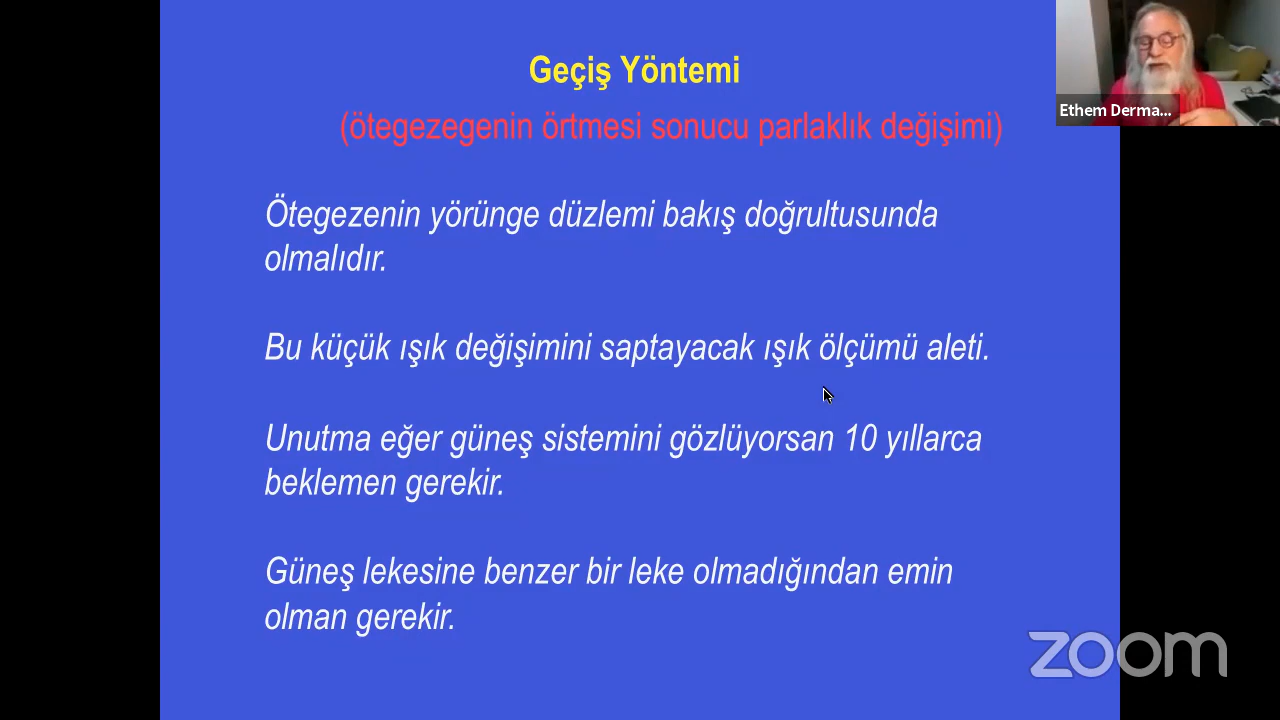 Geçiş Yöntemi
(ötegezegenin örtmesi sonucu parlaklık değişimi)
Ethem Derma...
Ötegezenin yörünge düzlemi bakış doğrultusunda
olmalıdır.
Bu küçük ışık değişimini saptayacak ışık ölçümü aleti.
Unutma eğer güneş sistemini gözlüyorsan 10 yıllarca
beklemen gerekir.
Güneş lekesine benzer bir leke olmadığından emin
olman gerekir.
zoom